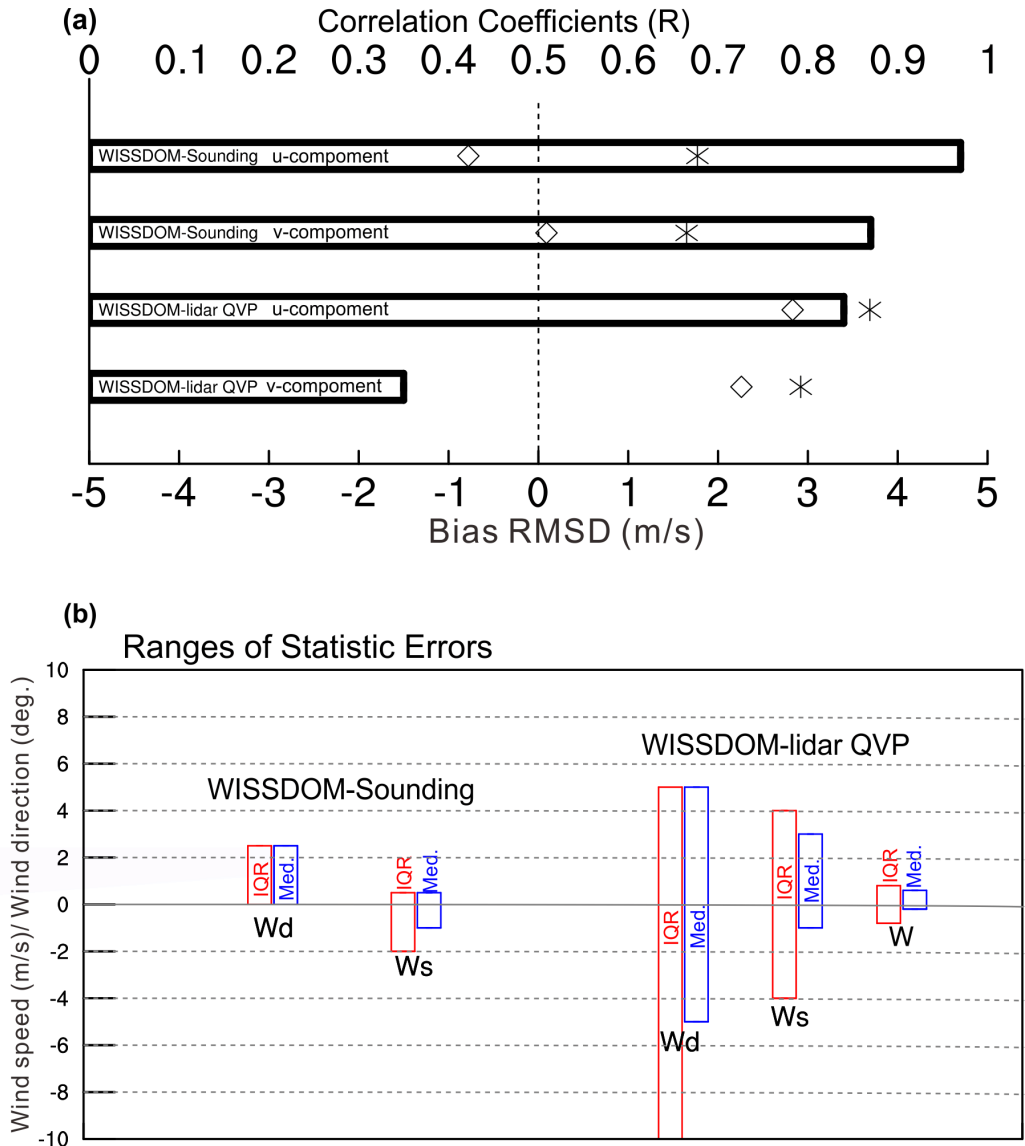 (a)
Correlation Coefficients (R)
0 0.1 0.2 0.3 0.4 0.5 0.6 0.7 0.8 0.9 1
WISSDOM-Sounding u-compoment
WISSDOM-Sounding v-compoment
WISSDOM-lidar QVP u-compoment
WISSDOM-lidar QVP v-compoment
-5 -4 -3 -2 -1 0 1 2 3 4 5
Bias RMSD (m/s)
(b)
Ranges of Statistic Errors
Wind speed (m/s)/ Wind direction (deg.)
10
8
6
4
2
0
-2
-4
-6
-8
-10
WISSDOM-Sounding
IQR
Med.
Wd
IQR
Med.
Ws
WISSDOM-lidar QVP
IQR
Med.
Wd
IQR
Med.
Ws
IQR
Med.
W